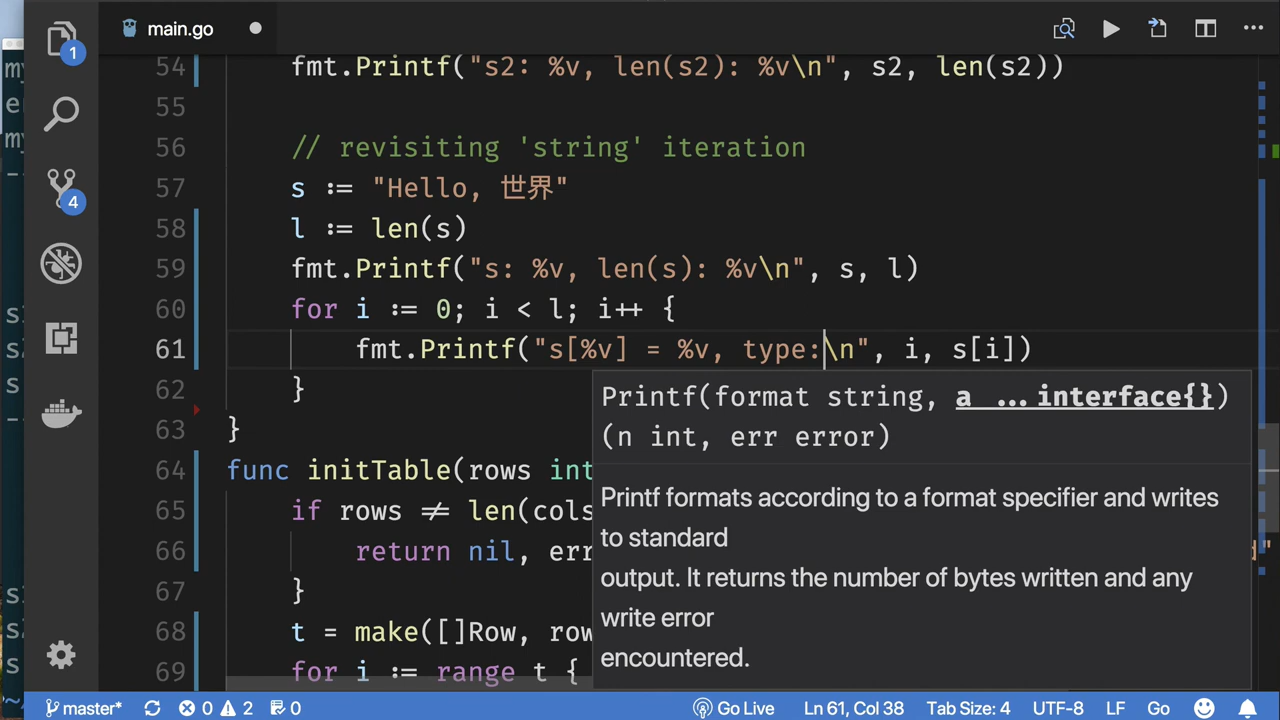 main.go
1
4
54 fmt.Printf("s2: %v, len(s2): %v\n", s2, len(s2))
55
56 // revisiting 'string' iteration
57 s := "Hello, 世界"
58 l := len(s)
59 fmt.Printf("s: %v, len(s): %v\n", s, l)
60 for i := 0; i < l; i++ {
61 fmt.Printf("s[%v] = %v, type:\n", i, s[i])
62 }
63 }
64 func initTable(rows int
65 if rows != len(cols
66 return nil, err
67 }
68 t = make([]Row, row
69 for i := range t {
Printf(format string, a ...interface{})
(n int, err error)
Printf formats according to a format specifier and writes
to standard
output. It returns the number of bytes written and any
write error
encountered.
master* 0 2 0 Go Live Ln 61, Col 38 Tab Size: 4 UTF-8 LF Go